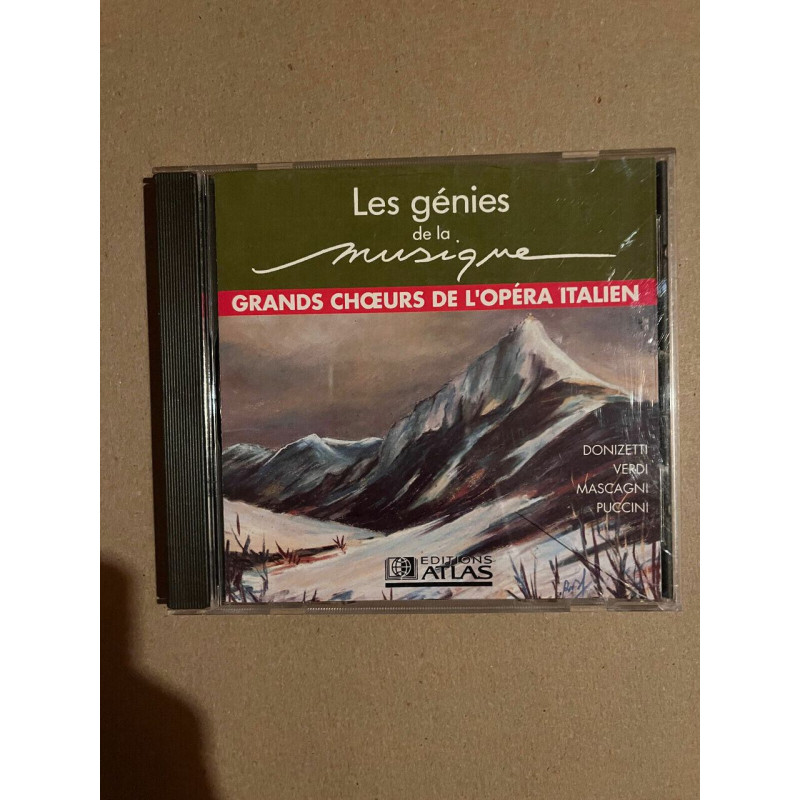 Les génies
de la
musique
GRANDS CHŒURS DE L'OPÉRA ITALIEN
DONIZETTI
VERDI
MASCAGNI
PUCCINI
EDITIONS
ATLAS